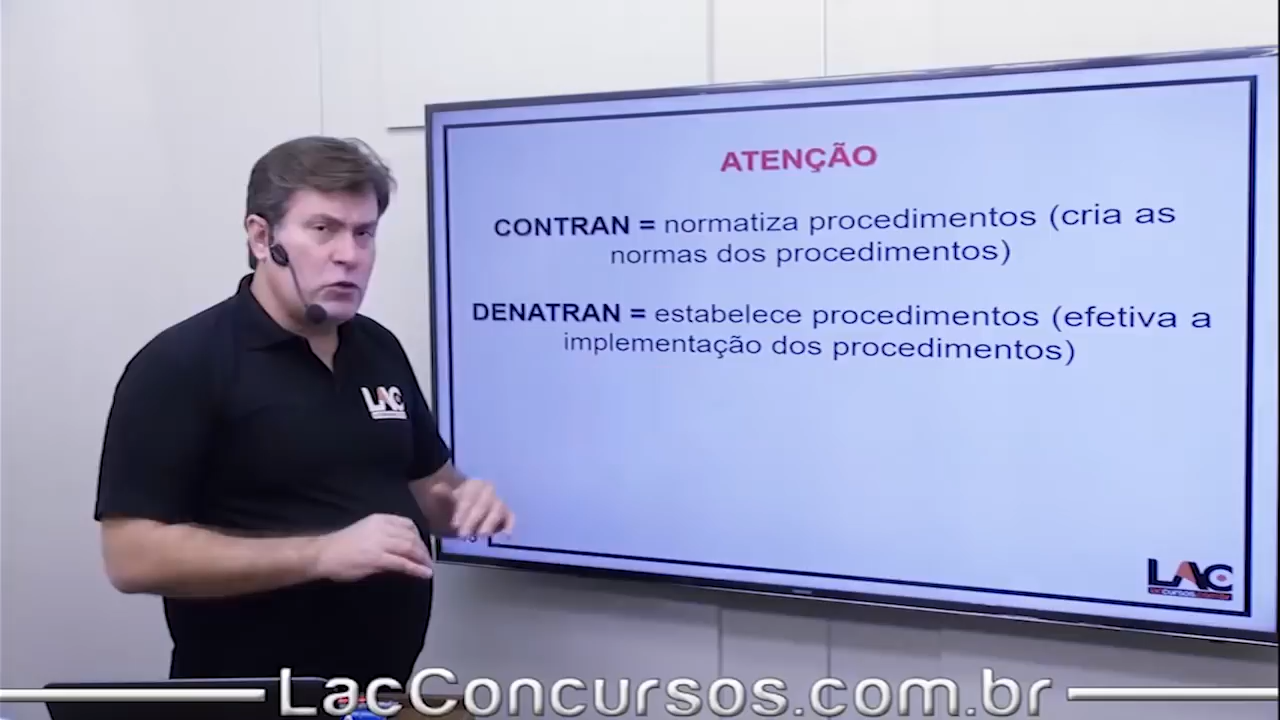 ATENÇÃO
CONTRAN = normatiza procedimentos (cria as
normas dos procedimentos)
DENATRAN = estabelece procedimentos (efetiva a
implementação dos procedimentos)
LAC
LAC
LacConcursos.com.br